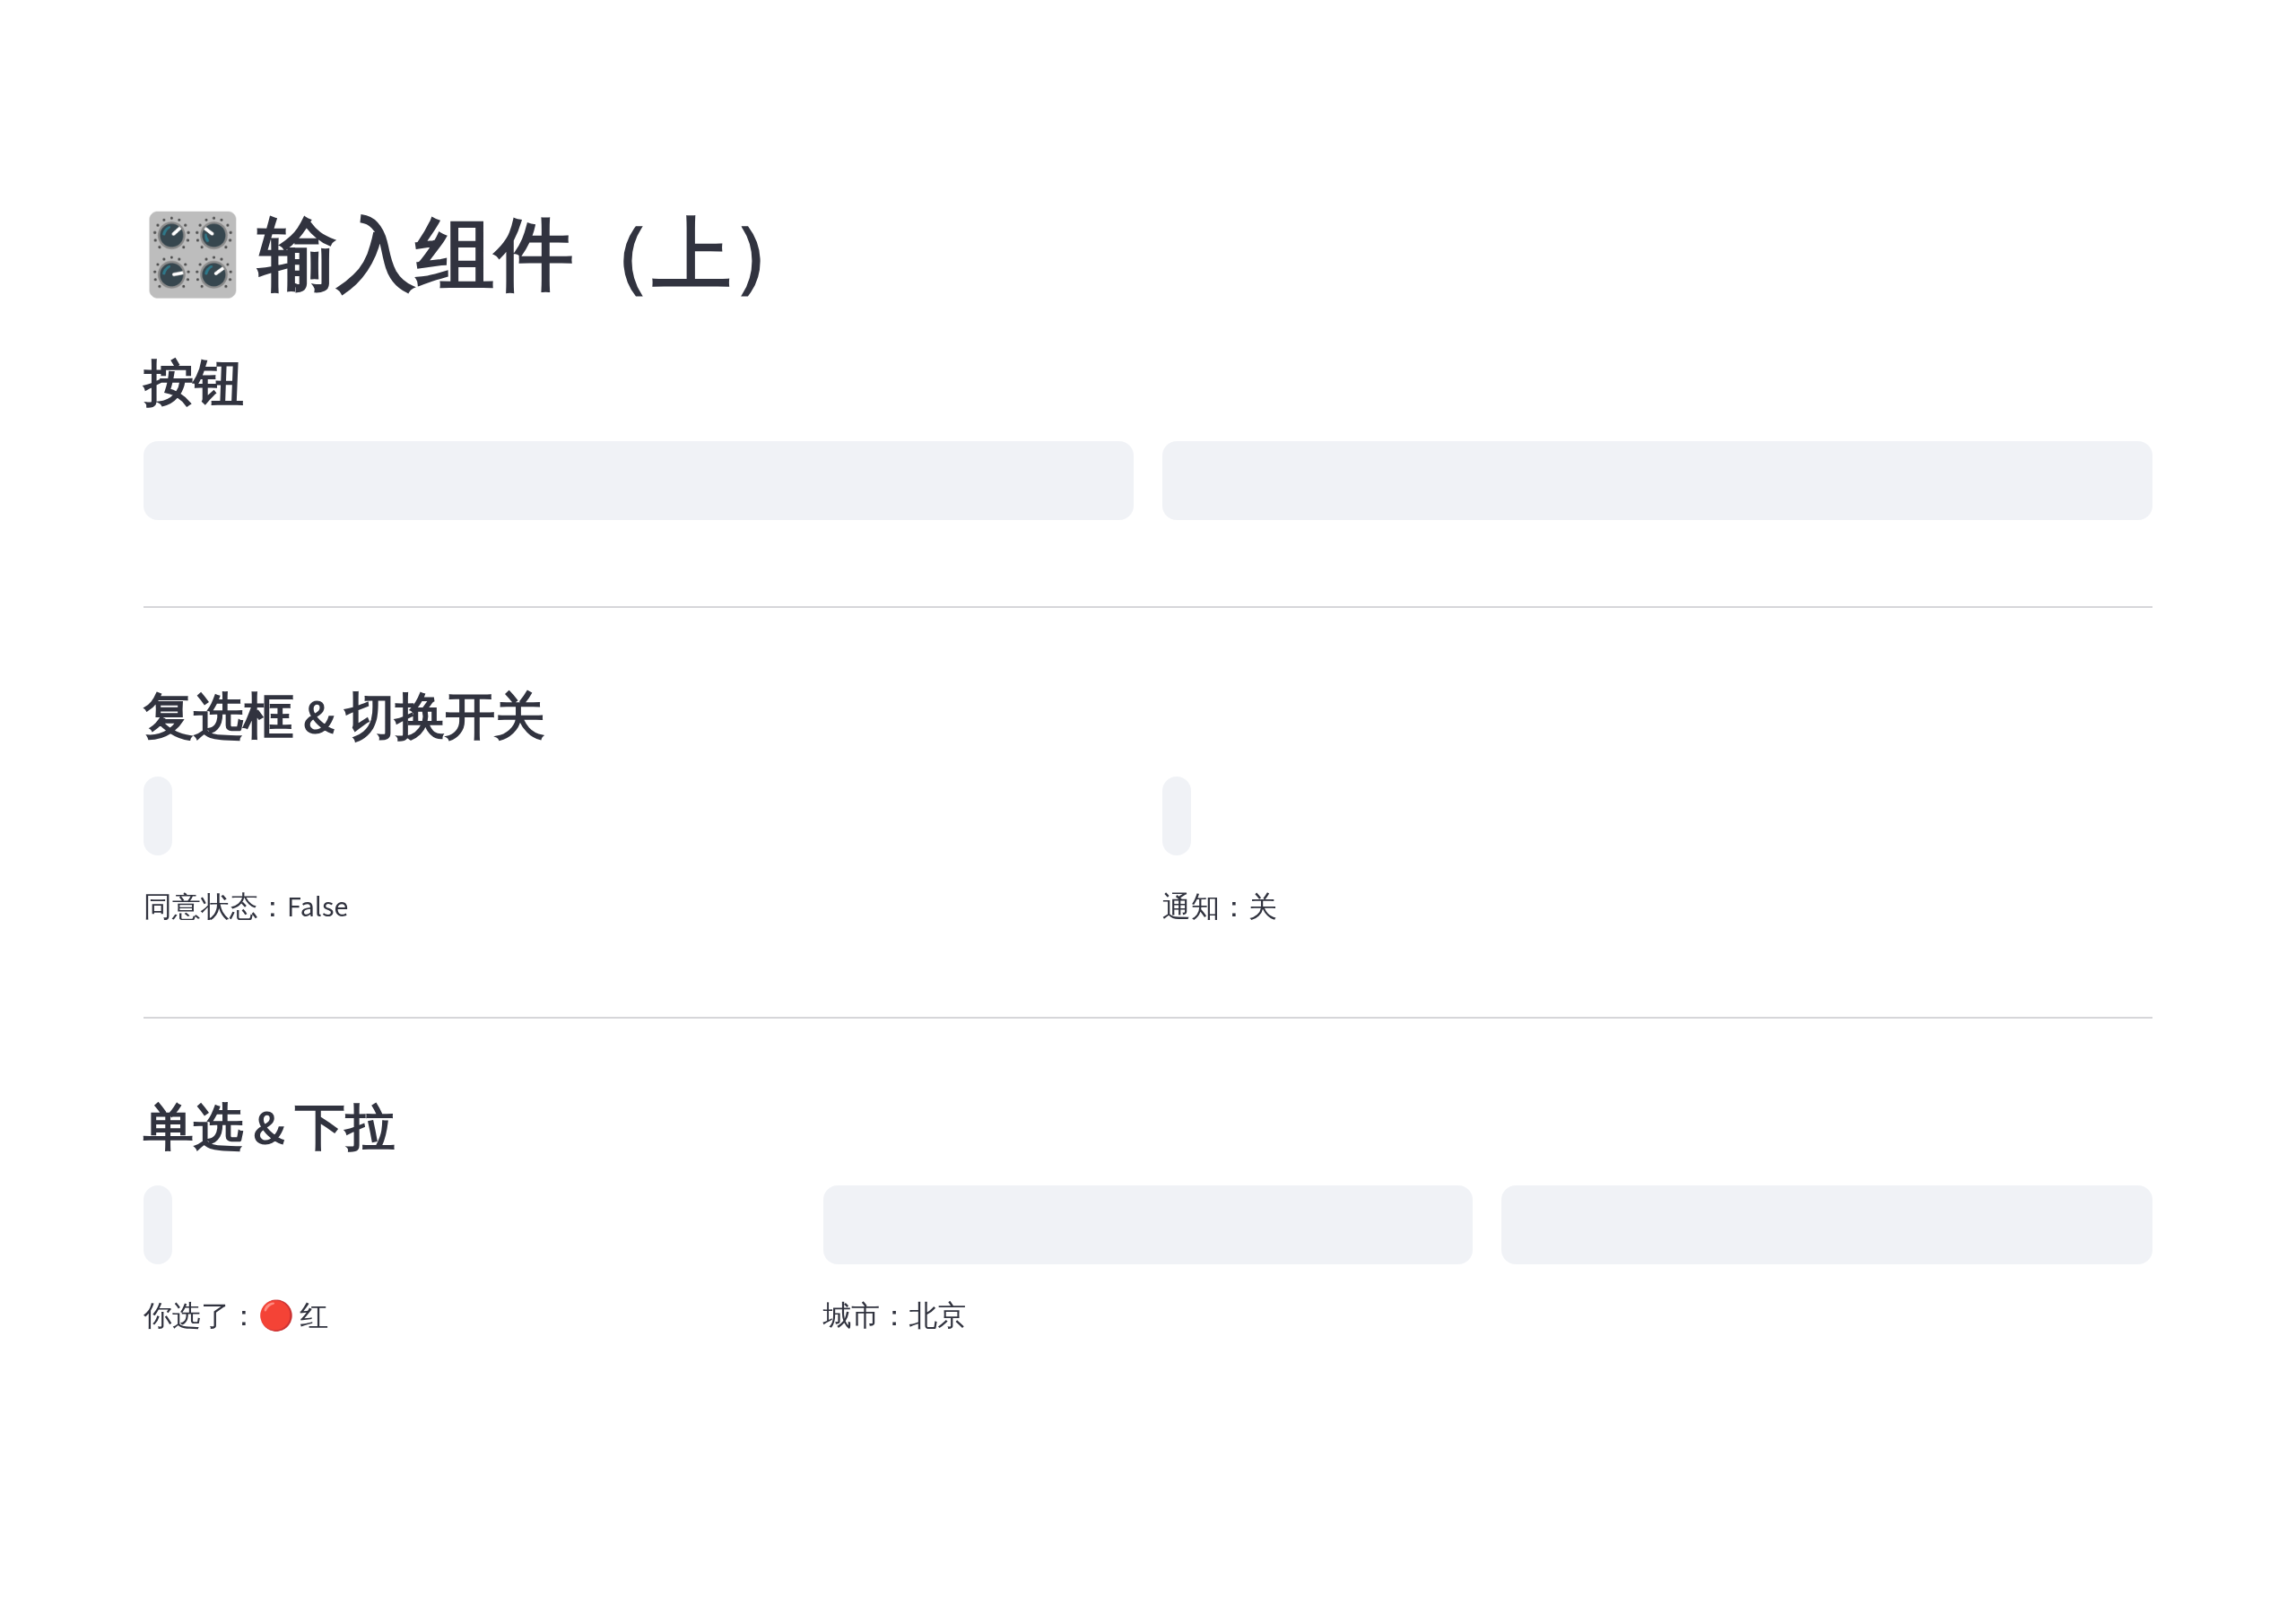 🎛️ 输入组件（上）
按钮
复选框 & 切换开关
同意状态：False
通知：关
单选 & 下拉
你选了：🔴 红
城市：北京